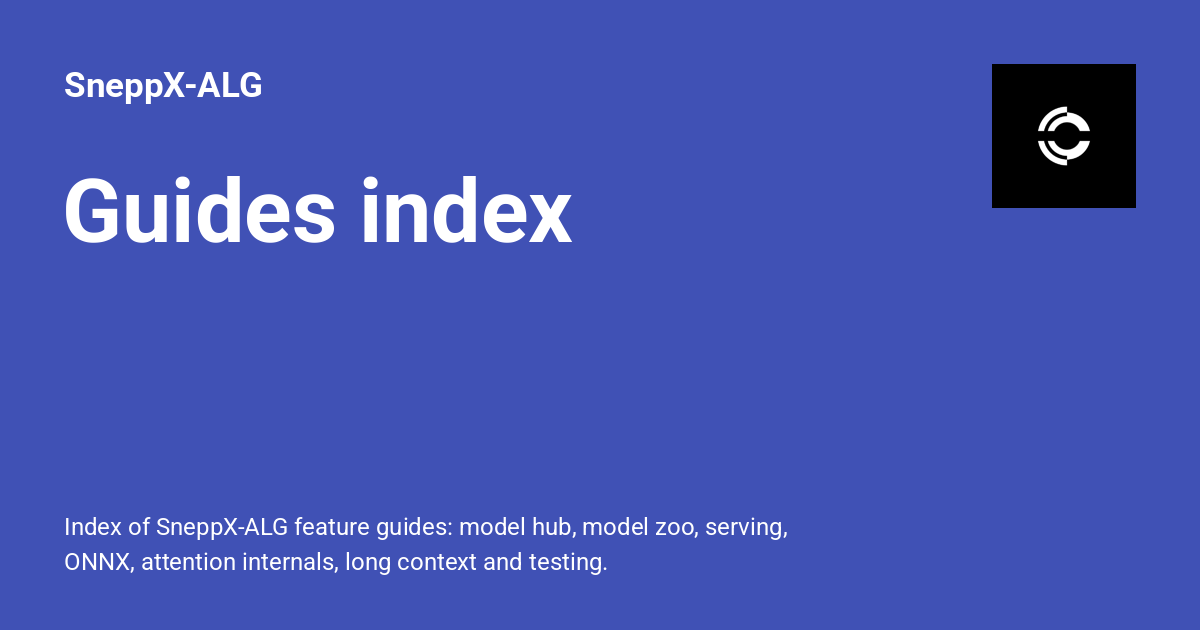 SneppX-ALG
Guides index
Index of SneppX-ALG feature guides: model hub, model zoo, serving,
ONNX, attention internals, long context and testing.